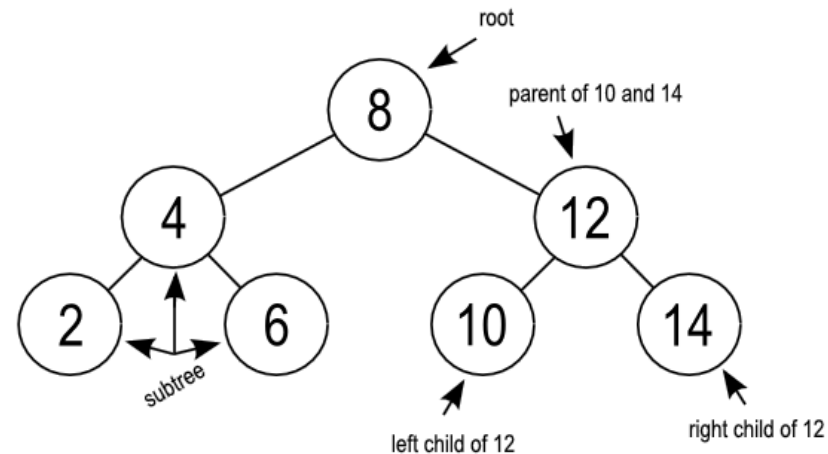 root
8
parent of 10 and 14
4
12
2
6
10
14
subtree
left child of 12
right child of 12